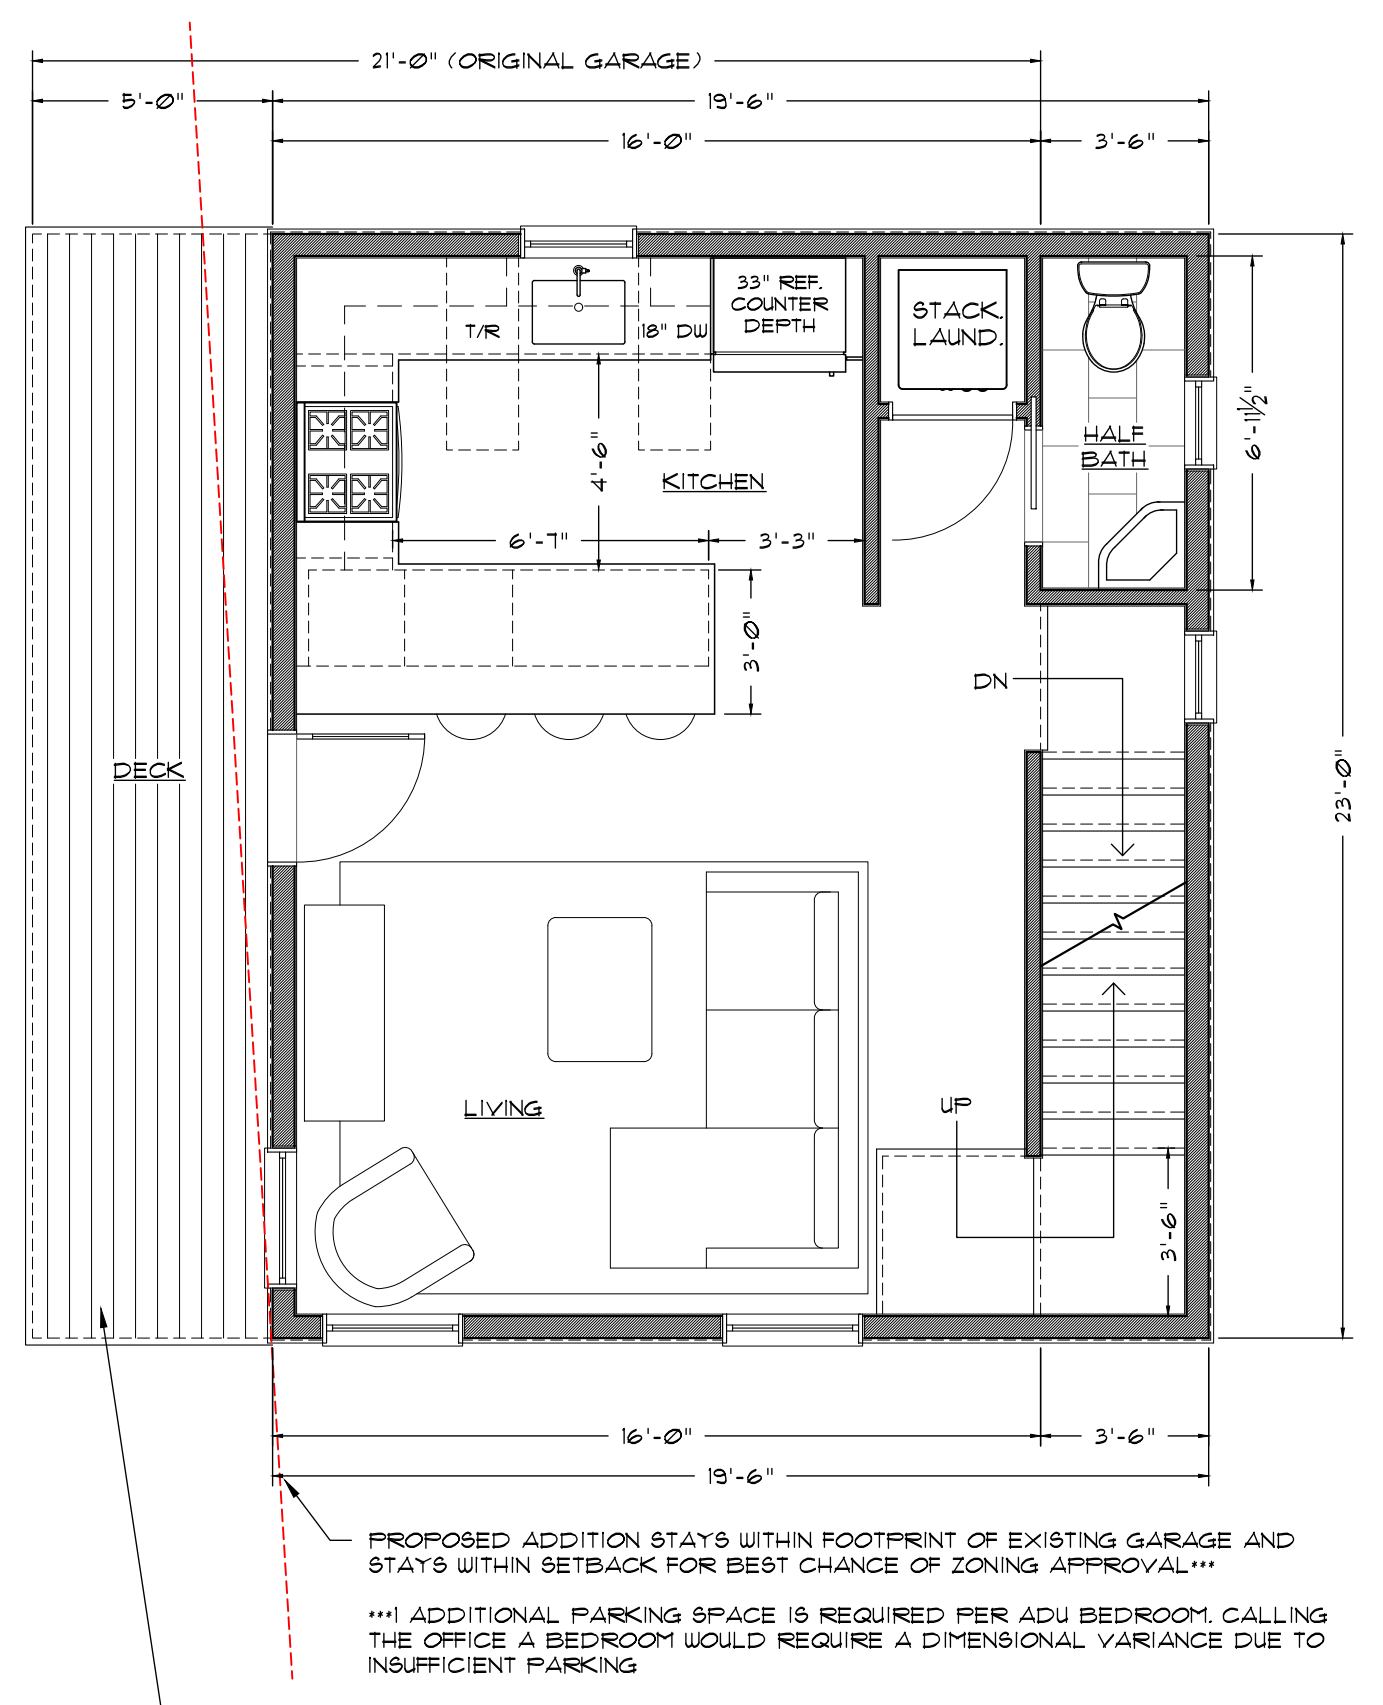 21'-0" (ORIGINAL GARAGE)
5'-0"
19'-6"
16'-0"
3'-6"
33" REF.
COUNTER
DEPTH
STACK.
LAUND.
T/R
18" DW
6'-11½"
HALF
BATH
4'-6"
KITCHEN
6'-7"
3'-3"
3'-0"
DN
DECK
23'-0"
UP
LIVING
3'-6"
16'-0"
3'-6"
19'-6"
PROPOSED ADDITION STAYS WITHIN FOOTPRINT OF EXISTING GARAGE AND
STAYS WITHIN SETBACK FOR BEST CHANCE OF ZONING APPROVAL***
***1 ADDITIONAL PARKING SPACE IS REQUIRED PER ADU BEDROOM. CALLING
THE OFFICE A BEDROOM WOULD REQUIRE A DIMENSIONAL VARIANCE DUE TO
INSUFFICIENT PARKING